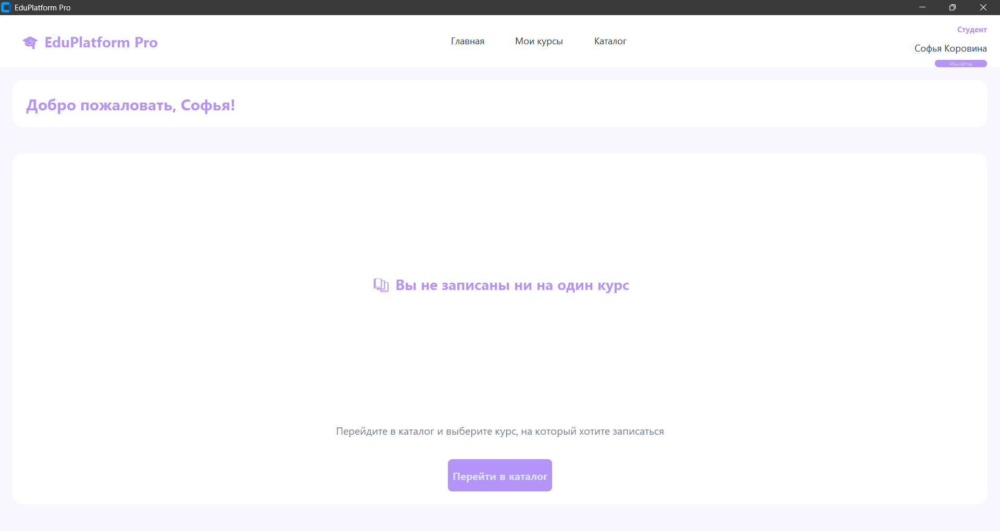 EduPlatform Pro
EduPlatform Pro
Главная Мои курсы Каталог
Студент
Софья Коровина
Выйти
Добро пожаловать, Софья!
Вы не записаны ни на один курс
Перейдите в каталог и выберите курс, на который хотите записаться
Перейти в каталог